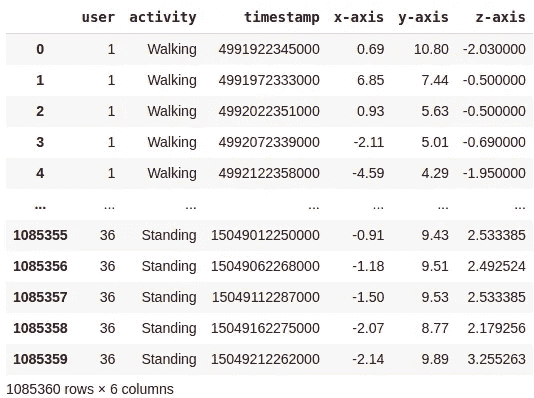 user activity timestamp x-axis y-axis z-axis
0 1 Walking 4991922345000 0.69 10.80 -2.030000
1 1 Walking 4991972333000 6.85 7.44 -0.500000
2 1 Walking 4992022351000 0.93 5.63 -0.500000
3 1 Walking 4992072339000 -2.11 5.01 -0.690000
4 1 Walking 4992122358000 -4.59 4.29 -1.950000
... ... ... ... ... ... ...
1085355 36 Standing 15049012250000 -0.91 9.43 2.533385
1085356 36 Standing 15049062268000 -1.18 9.51 2.492524
1085357 36 Standing 15049112287000 -1.50 9.53 2.533385
1085358 36 Standing 15049162275000 -2.07 8.77 2.179256
1085359 36 Standing 15049212262000 -2.14 9.89 3.255263
1085360 rows × 6 columns